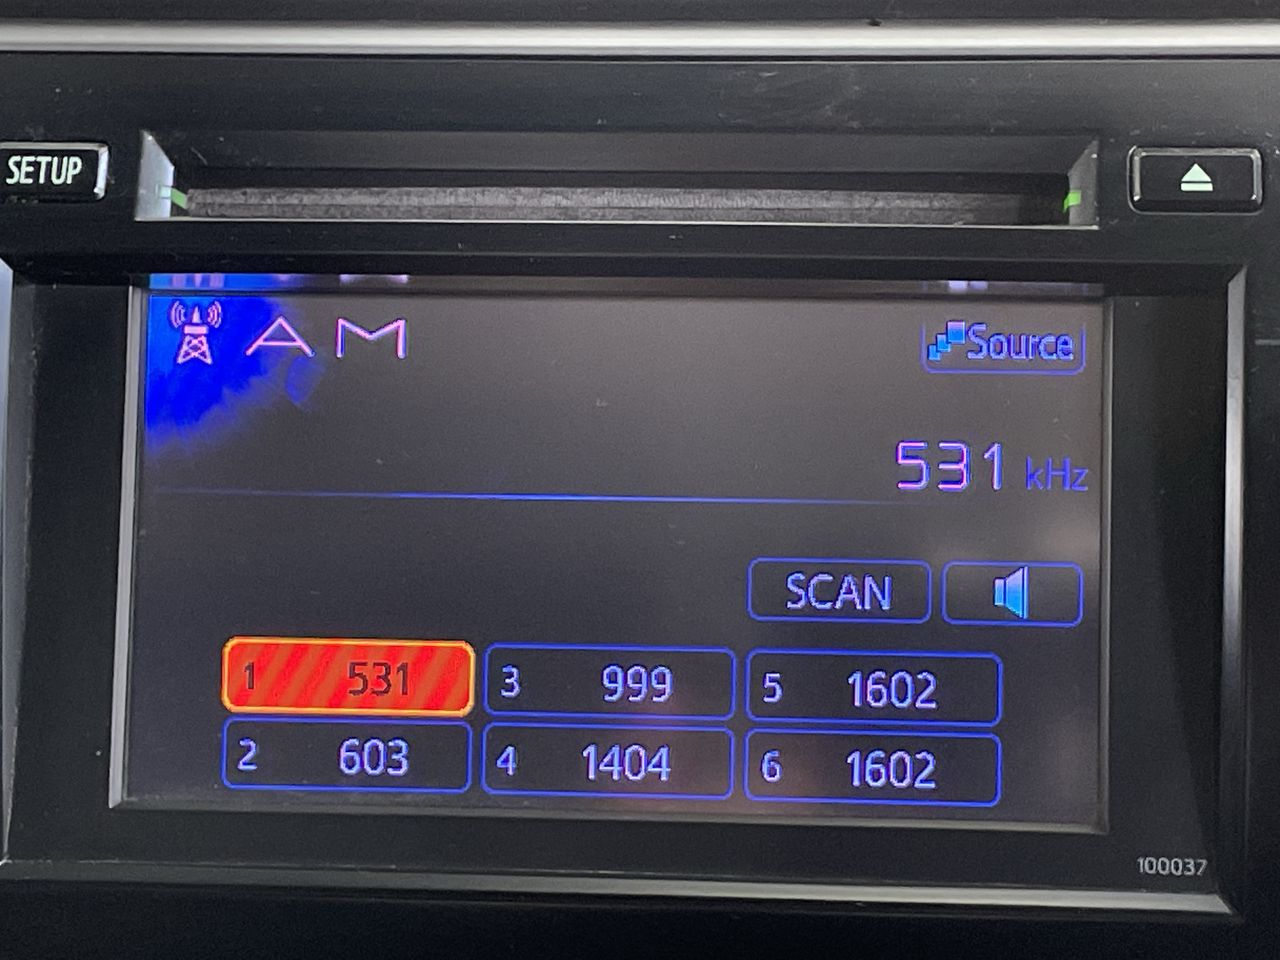 SETUP
AM
Source
531 kHz
SCAN
1 531
3 999
5 1602
2 603
4 1404
6 1602
100037